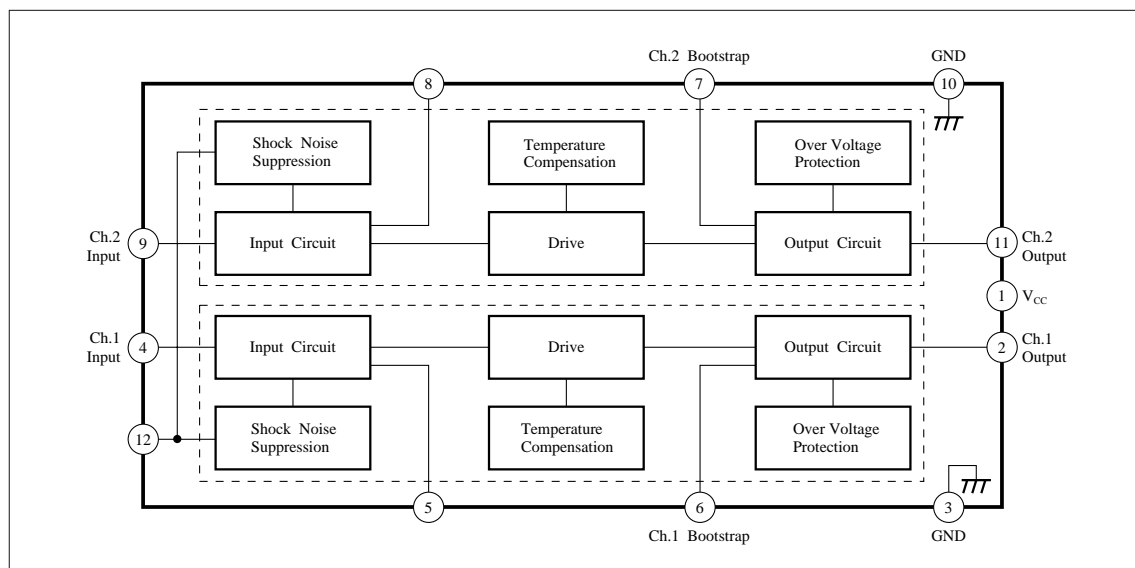 Ch.2 Bootstrap
GND
8
7
10
Shock Noise
Suppression
Temperature
Compensation
Over Voltage
Protection
Ch.2
Input
9
Input Circuit
Drive
Output Circuit
11
Ch.2
Output
1
VCC
Ch.1
Input
4
Input Circuit
Drive
Output Circuit
2
Ch.1
Output
12
Shock Noise
Suppression
Temperature
Compensation
Over Voltage
Protection
5
6
3
Ch.1 Bootstrap
GND